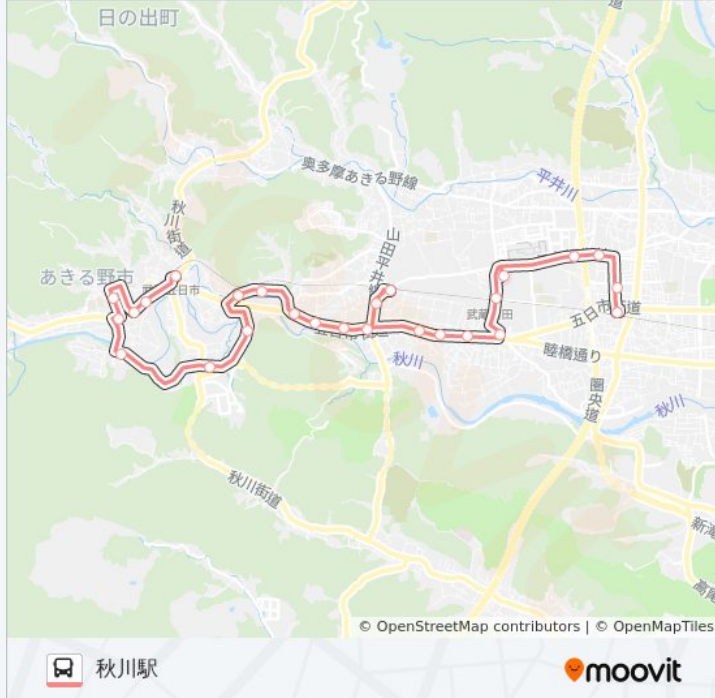 日の出町
道
奥多摩あきる野線
平井川
秋川街道
山田平井線
あきる野市
五日市
五日市街道
武蔵
田
秋川
睦橋通り
圏央道
秋川
秋川街道
© OpenStreetMap contributors | © OpenMapTiles
秋川駅
moovit